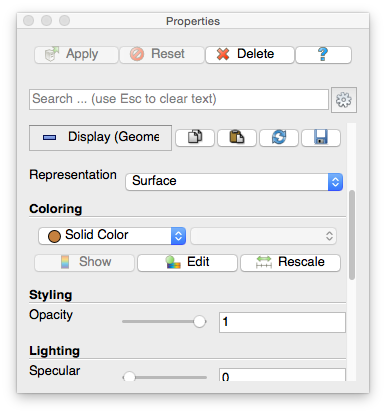 Properties
Apply Reset Delete ?
Search ... (use Esc to clear text)
Display (Geome
Representation Surface
Coloring
Solid Color
Show Edit Rescale
Styling
Opacity 1
Lighting
Specular 0